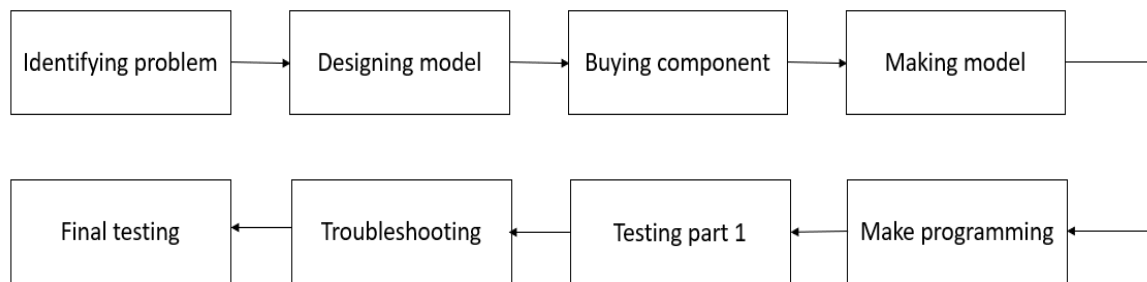 Identifying problem
Designing model
Buying component
Making model
Make programming
Testing part 1
Troubleshooting
Final testing